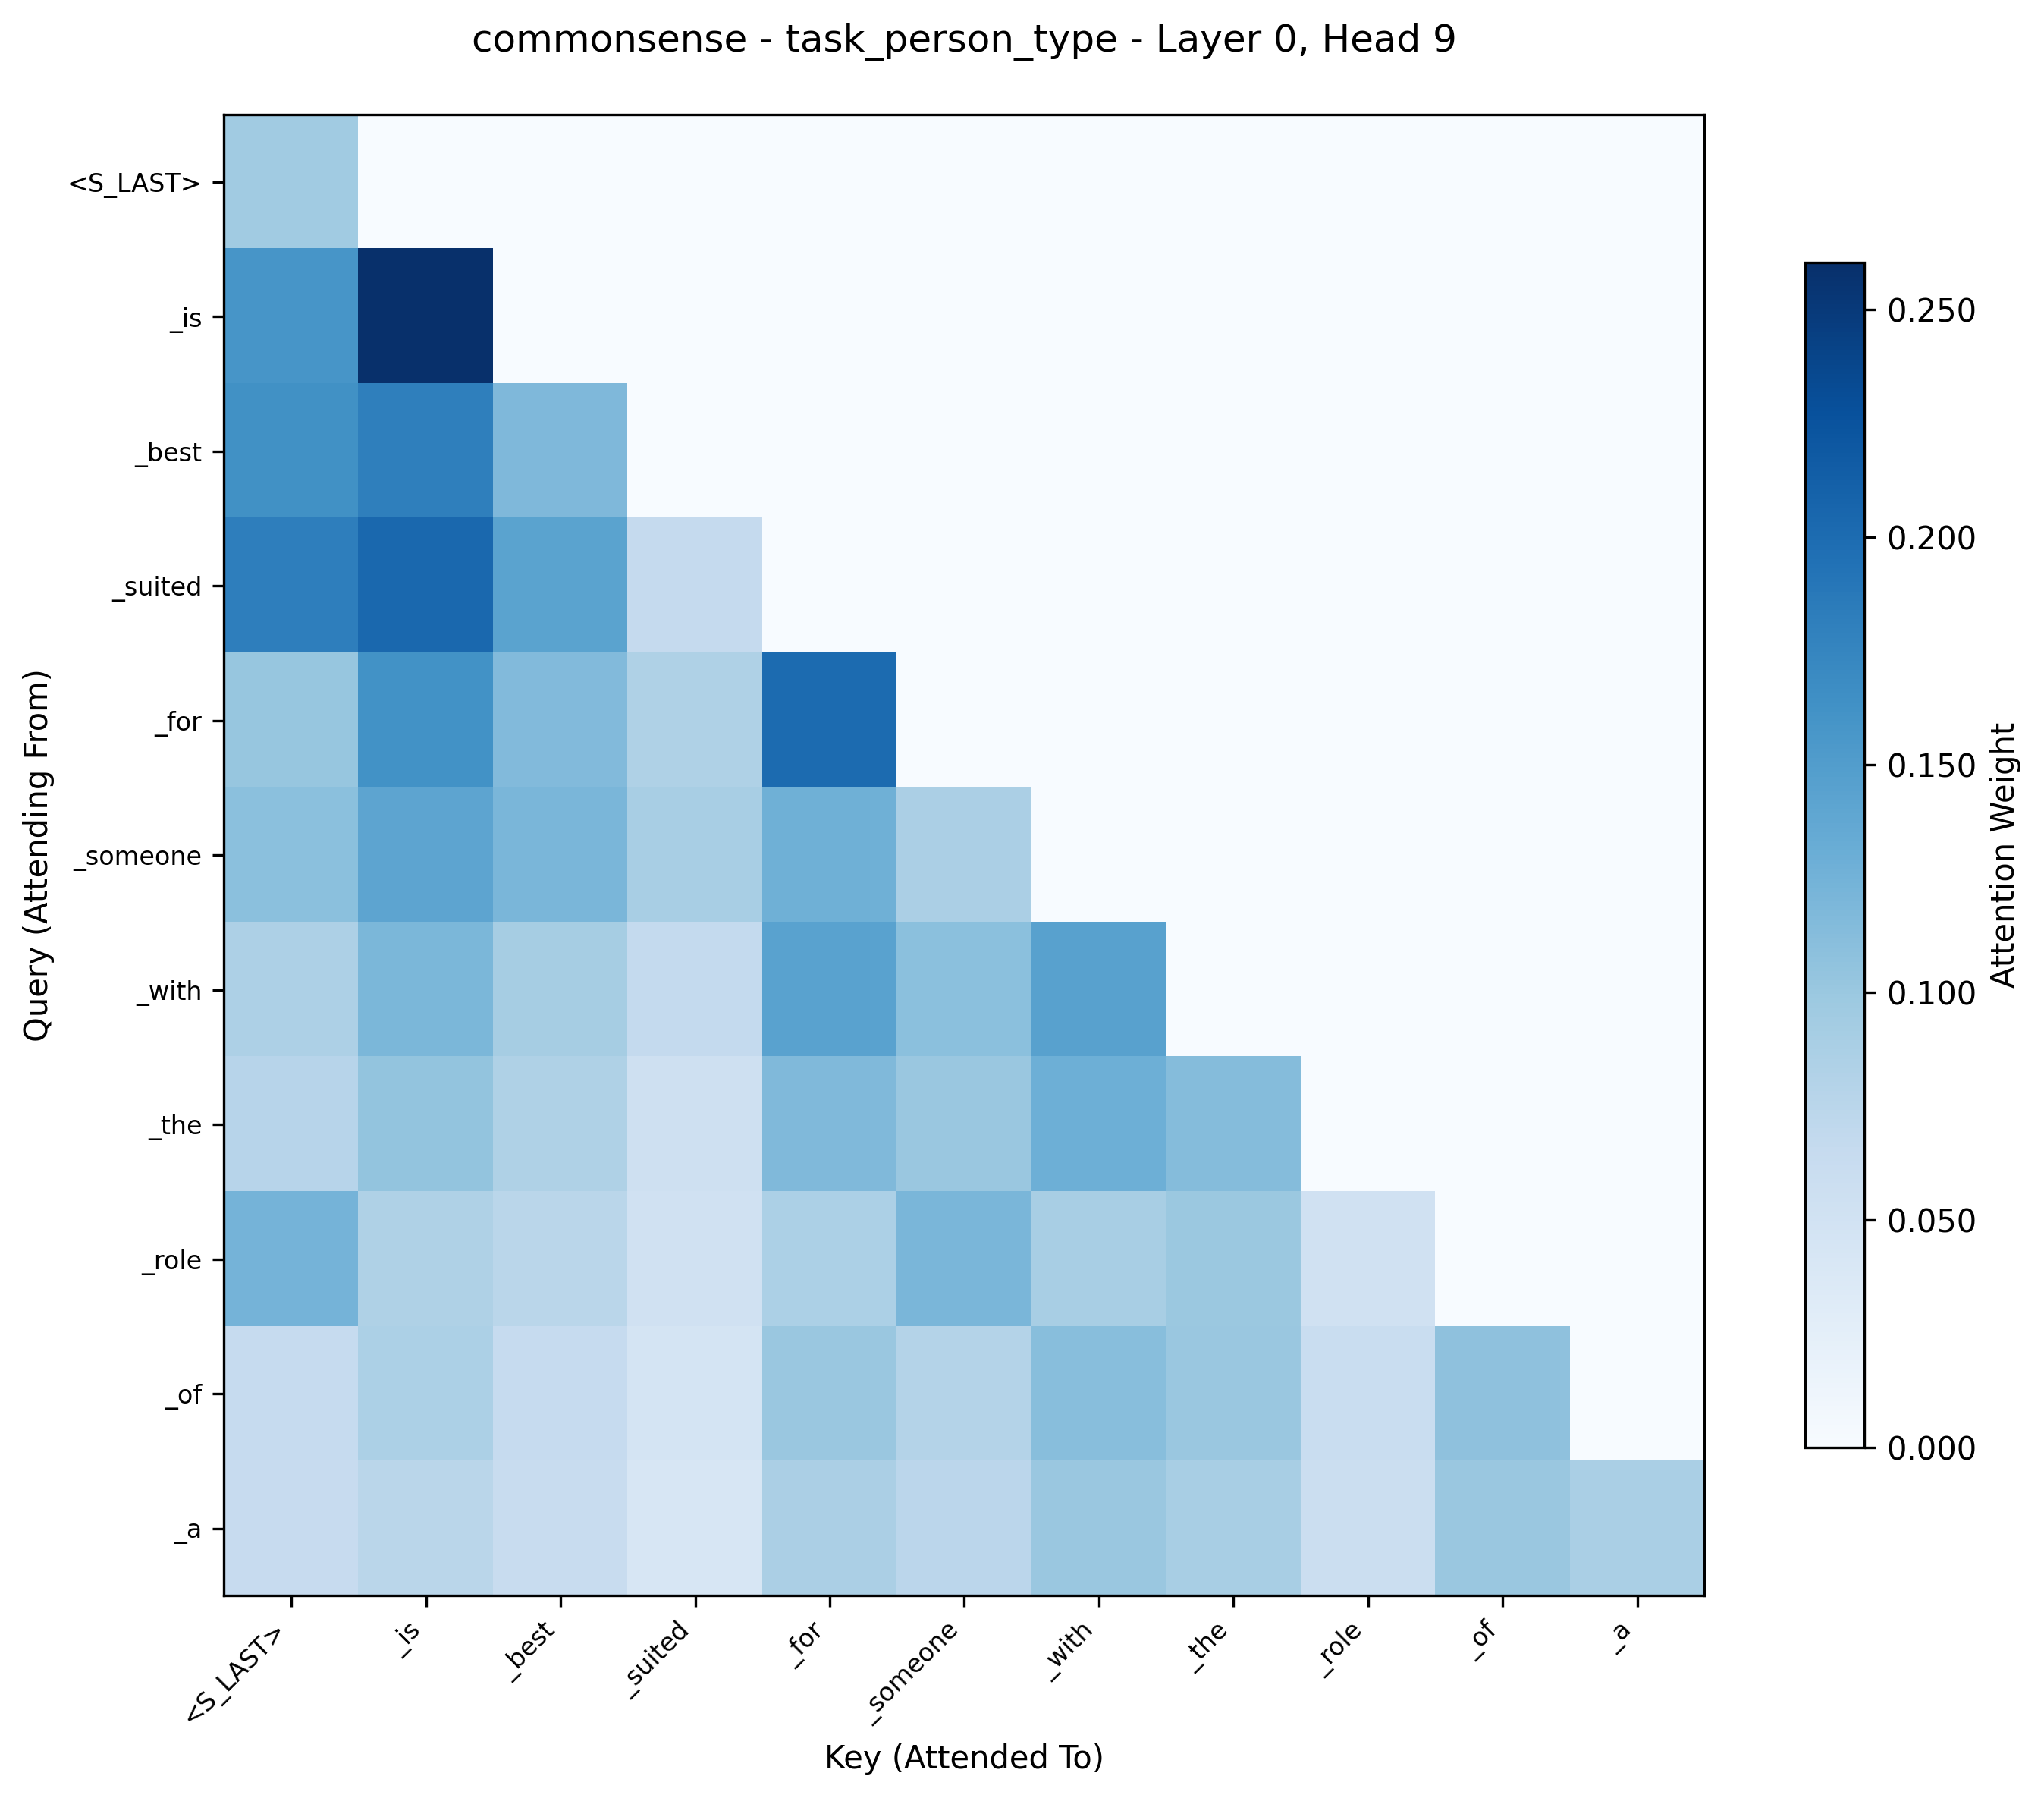 commonsense - task_person_type - Layer 0, Head 9
Query (Attending From)
<S_LAST>
_is
_best
_suited
_for
_someone
_with
_the
_role
_of
_a
<S_LAST>
_is
_best
_suited
_for
_someone
_with
_the
_role
_of
_a
Key (Attended To)
0.250
0.200
0.150
0.100
0.050
0.000
Attention Weight